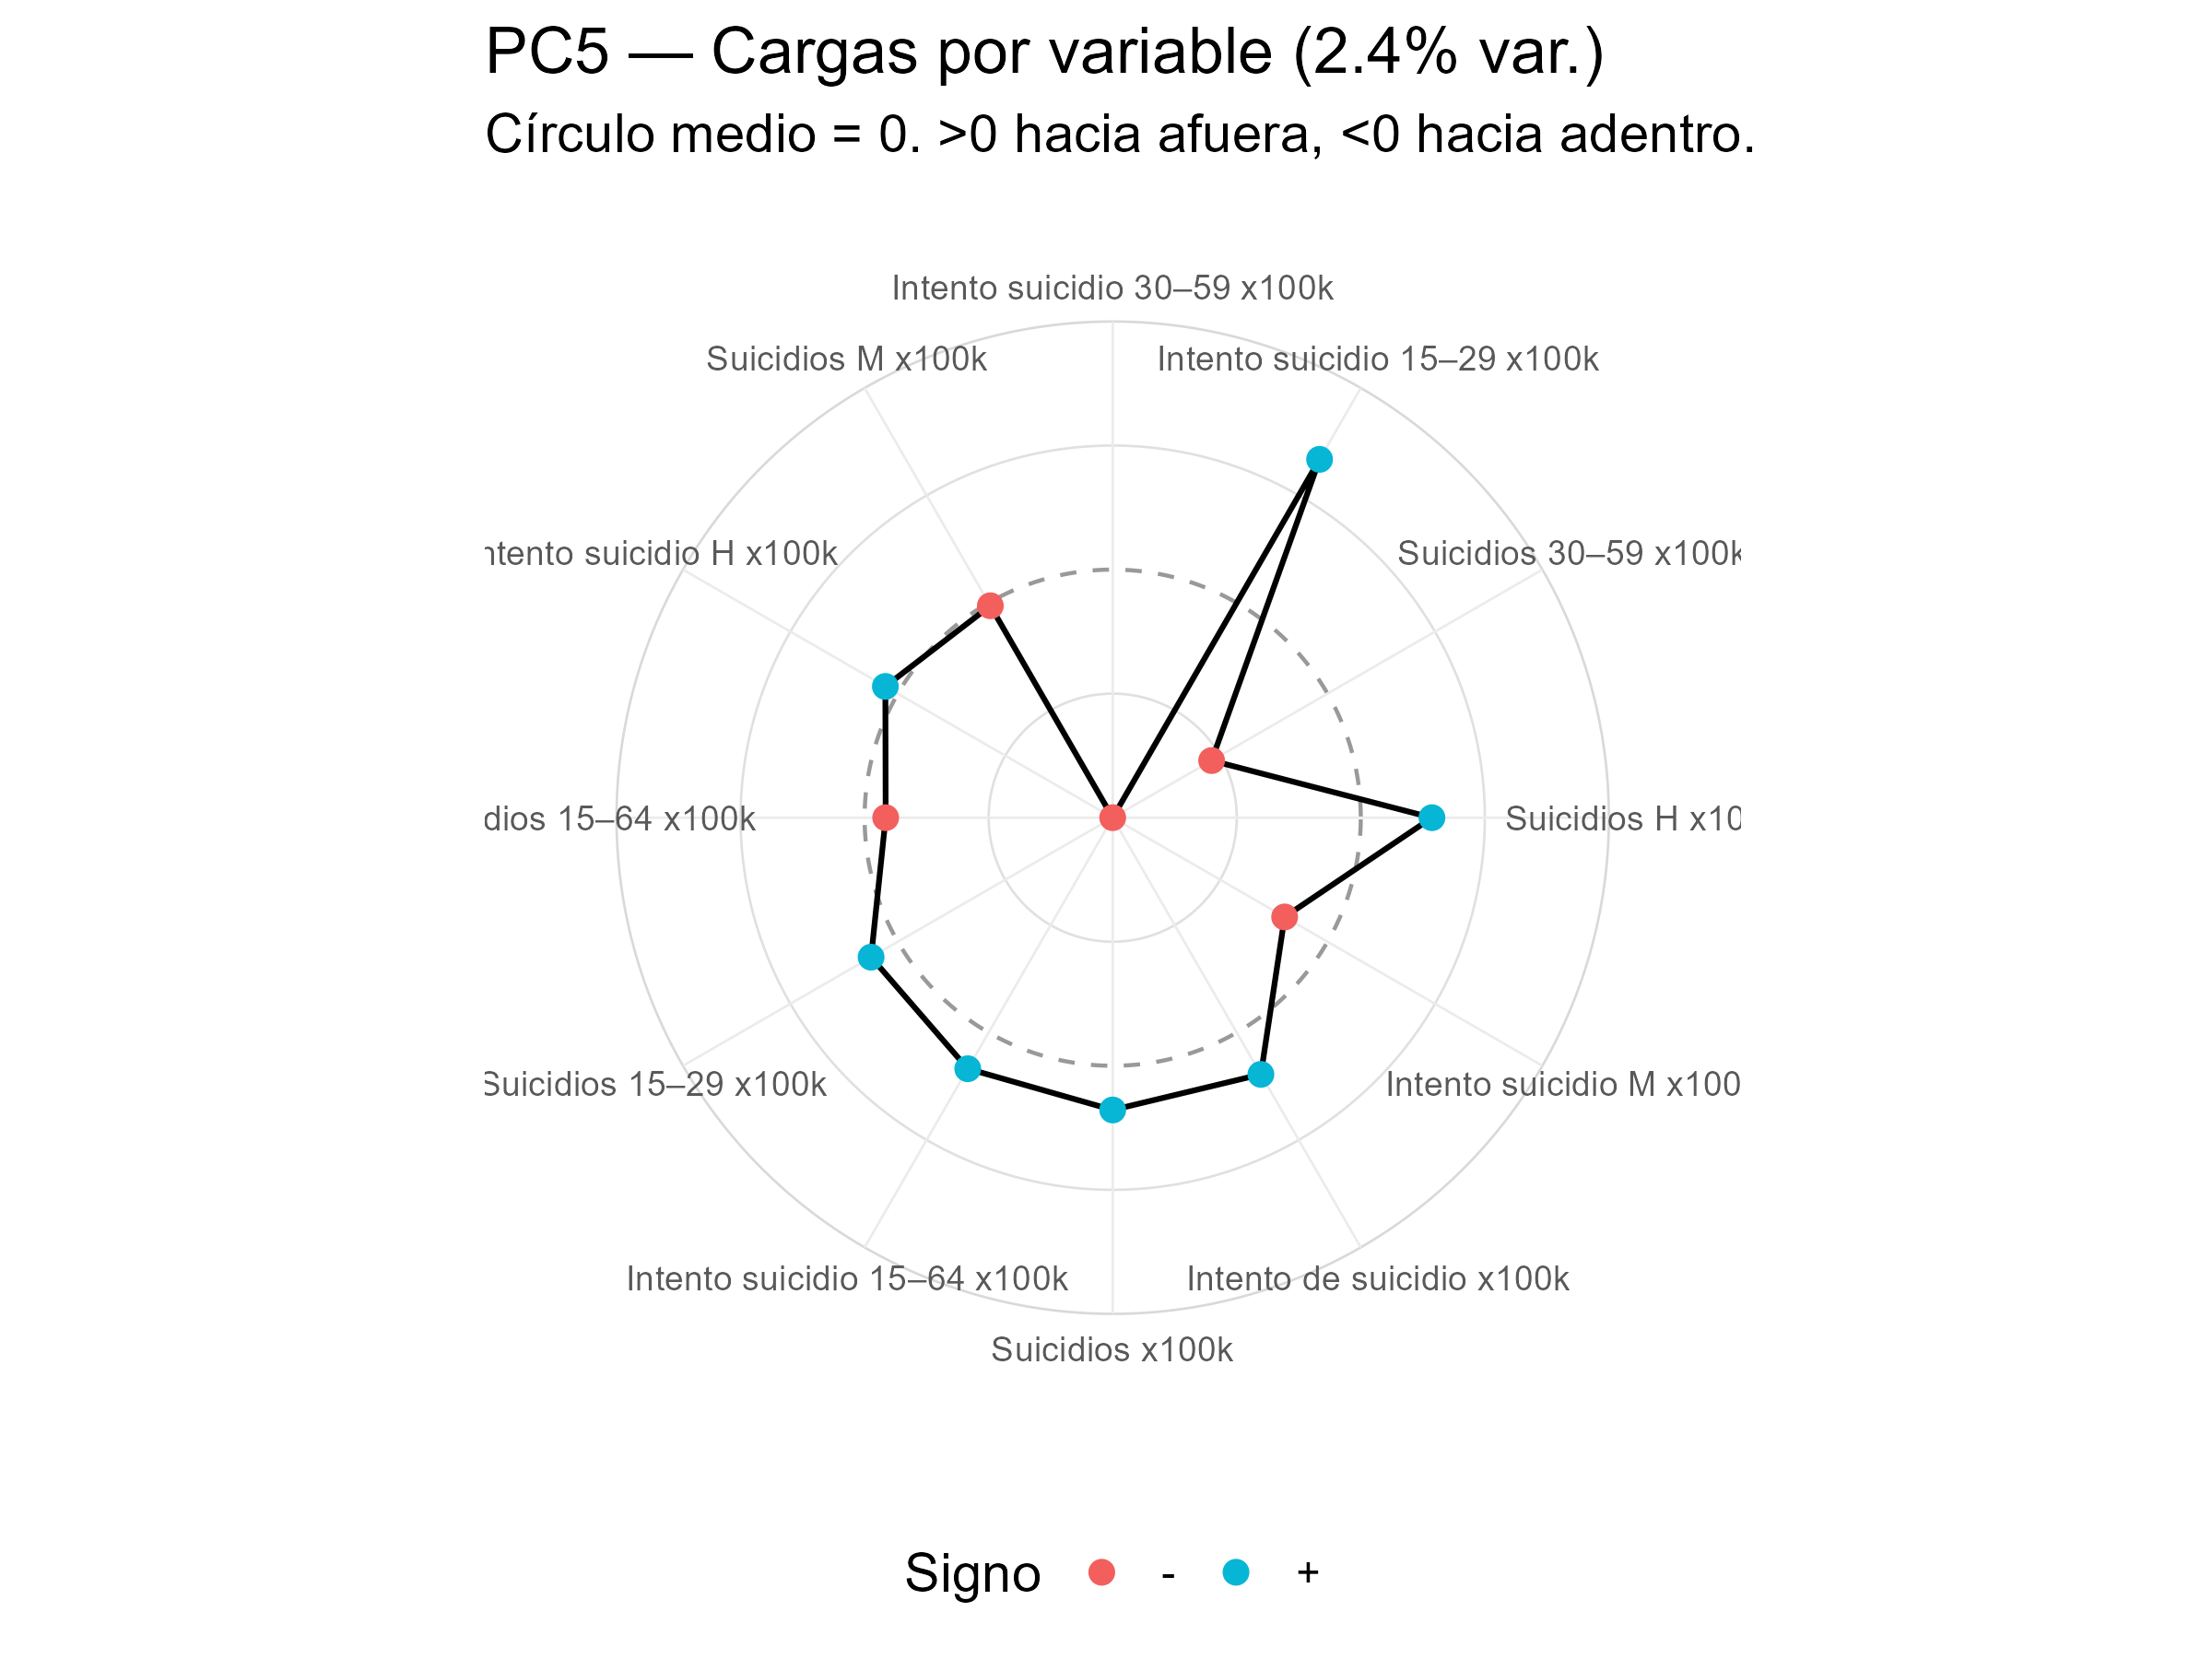 PC5 — Cargas por variable (2.4% var.)
Círculo medio = 0. >0 hacia afuera, <0 hacia adentro.
Intento suicidio 30–59 x100k
Suicidios M x100k
Intento suicidio 15–29 x100k
ntento suicidio H x100k
Suicidios 30–59 x100k
dios 15–64 x100k
Suicidios H x10
Suicidios 15–29 x100k
Intento suicidio M x100
Intento suicidio 15–64 x100k
Intento de suicidio x100k
Suicidios x100k
Signo - +